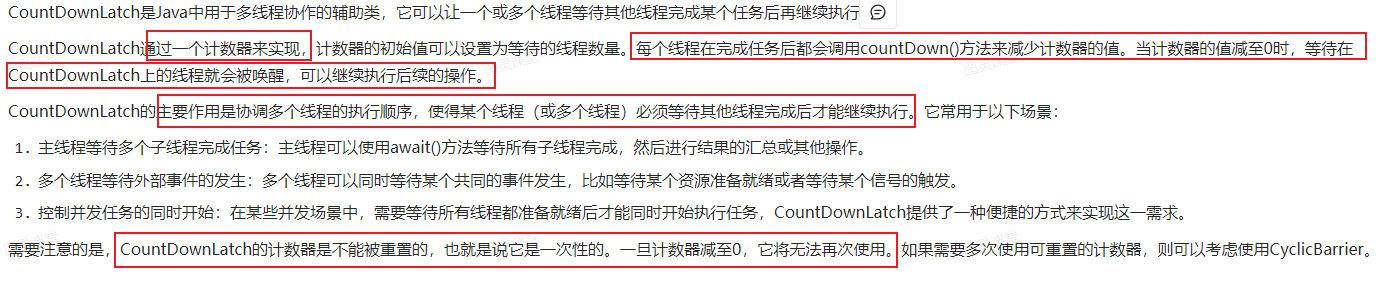 CountDownLatch是Java中用于多线程协作的辅助类，它可以让一个或多个线程等待其他线程完成某个任务后再继续执行
CountDownLatch通过一个计数器来实现，计数器的初始值可以设置为等待的线程数量。每个线程在完成任务后都会调用countDown()方法来减少计数器的值。当计数器的值减至0时，等待在
CountDownLatch上的线程就会被唤醒，可以继续执行后续的操作。
CountDownLatch的主要作用是协调多个线程的执行顺序，使得某个线程（或多个线程）必须等待其他线程完成后才能继续执行。它常用于以下场景：
1. 主线程等待多个子线程完成任务：主线程可以使用await()方法等待所有子线程完成，然后进行结果的汇总或其他操作。
2. 多个线程等待外部事件的发生：多个线程可以同时等待某个共同的事件发生，比如等待某个资源准备就绪或者等待某个信号的触发。
3. 控制并发任务的同时开始：在某些并发场景中，需要等待所有线程都准备就绪后才能同时开始执行任务，CountDownLatch提供了一种便捷的方式来实现这一需求。
需要注意的是，CountDownLatch的计数器是不能被重置的，也就是说它是一次性的。一旦计数器减至0，它将无法再次使用。如果需要多次使用可重置的计数器，则可以考虑使用CyclicBarrier。